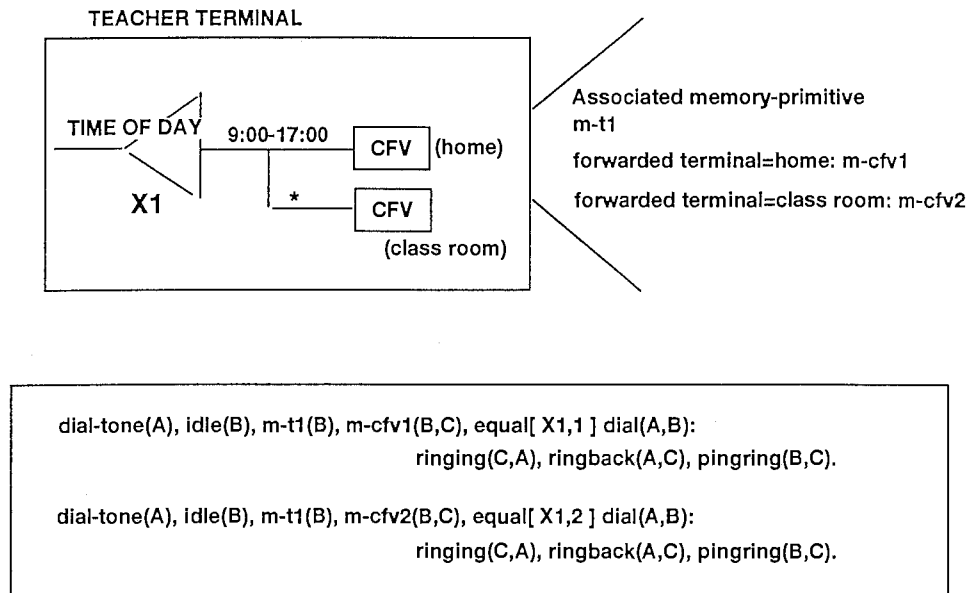 TEACHER TERMINAL
TIME OF DAY
X1
9:00-17:00
CFV (home)
*
CFV
(class room)
Associated memory-primitive
m-t1
forwarded terminal=home: m-cfv1
forwarded terminal=class room: m-cfv2
dial-tone(A), idle(B), m-t1(B), m-cfv1(B,C), equal[ X1,1 ] dial(A,B):
ringing(C,A), ringback(A,C), pingring(B,C).
dial-tone(A), idle(B), m-t1(B), m-cfv2(B,C), equal[ X1,2 ] dial(A,B):
ringing(C,A), ringback(A,C), pingring(B,C).